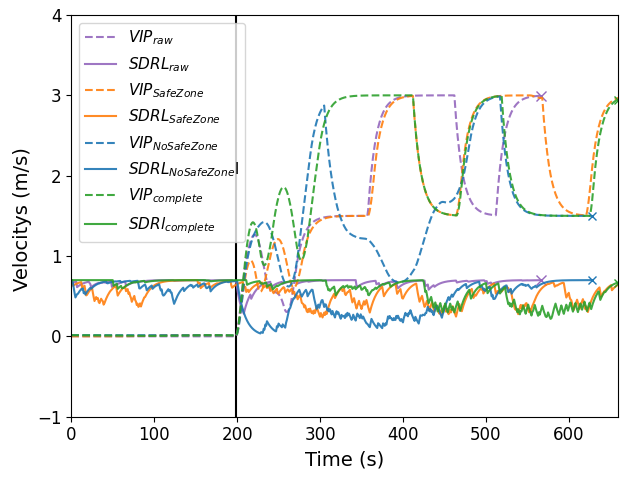 4
3
2
1
0
−1
Velocitys (m/s)
VIP_raw
SDRL_raw
VIP_SafeZone
SDRL_SafeZone
VIP_NoSafeZone
SDRL_NoSafeZone
VIP_complete
SDRl_complete
0 100 200 300 400 500 600
Time (s)